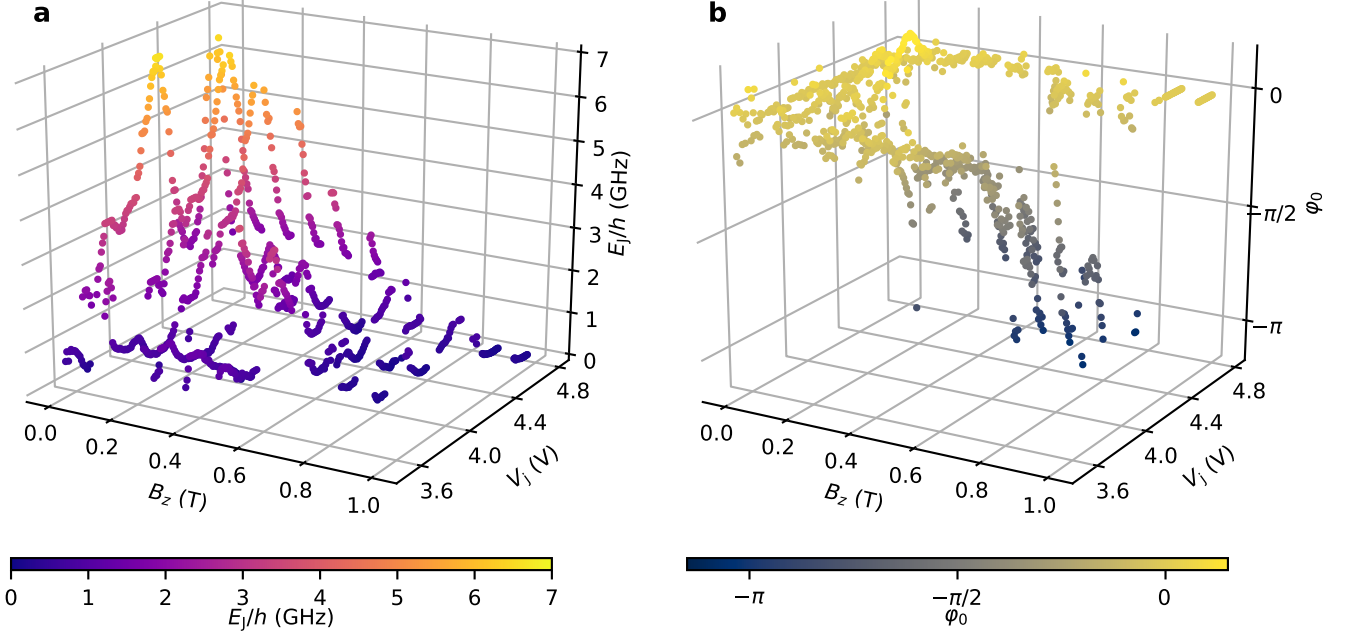 a
7
6
5
4
3
2
1
0
E_J/h (GHz)
0.0
0.2
0.4
0.6
0.8
1.0
B_z (T)
3.6
4.0
4.4
4.8
V_j (V)
0 1 2 3 4 5 6 7
E_J/h (GHz)
b
0
−π/2
−π
φ_0
0.0
0.2
0.4
0.6
0.8
1.0
B_z (T)
3.6
4.0
4.4
4.8
V_j (V)
−π −π/2 0
φ_0